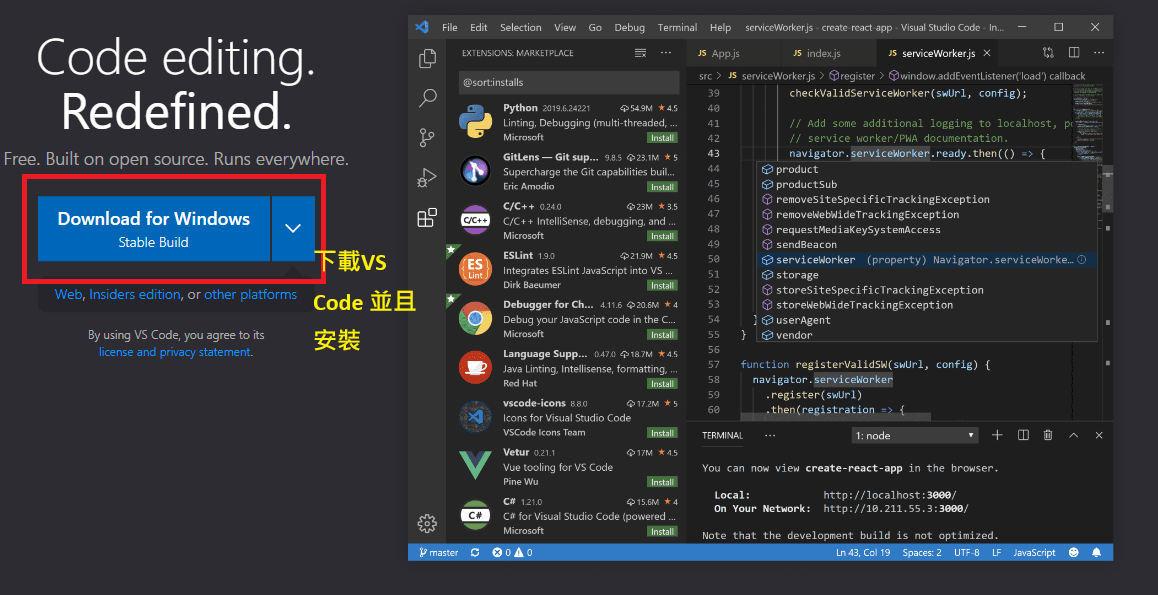 Code editing.
Redefined.
Free. Built on open source. Runs everywhere.
Download for Windows
Stable Build
Web, Insiders edition, or other platforms
By using VS Code, you agree to its
license and privacy statement.
下載VS
Code 並且
安裝
File Edit Selection View Go Debug Terminal Help serviceWorker.js - create-react-app - Visual Studio Code - In...
EXTENSIONS: MARKETPLACE
@sort:installs
Python 2019.6.24221 54.9M 4.5
Linting, Debugging (multi-threaded, ...
Microsoft Install
GitLens — Git sup... 9.8.5 23.1M 5
Supercharge the Git capabilities buil...
Eric Amodio Install
C/C++ 0.24.0 23M 3.5
C/C++ IntelliSense, debugging, and ...
Microsoft Install
ESLint 1.9.0 21.9M 4.5
Integrates ESLint JavaScript into VS ...
Dirk Baeumer Install
Debugger for Ch... 4.11.6 20.6M 4
Debug your JavaScript code in the C...
Microsoft Install
Language Supp... 0.47.0 18.7M 4.5
Java Linting, Intellisense, formatting, ...
Red Hat Install
vscode-icons 8.8.0 17.2M 5
Icons for Visual Studio Code
VSCode Icons Team Install
Vetur 0.21.1 17M 4.5
Vue tooling for VS Code
Pine Wu Install
C# 1.21.0 15.6M 4
C# for Visual Studio Code (powered ...
Microsoft Install
C/C++
ES
Lint
C#
JS App.js JS index.js JS serviceWorker.js
src > JS serviceWorker.js > register > window.addEventListener('load') callback
39 checkValidServiceWorker(swUrl, config);
40
41 // Add some additional logging to localhost, p
42 // service worker/PWA documentation.
43 navigator.serviceWorker.ready.then(() => {
44 product
45 productSub
46 removeSiteSpecificTrackingException
47 removeWebWideTrackingException
48 requestMediaKeySystemAccess
49 sendBeacon
50 serviceWorker (property) Navigator.serviceWorke...
51 storage
52 storeSiteSpecificTrackingException
53 storeWebWideTrackingException
54 } userAgent
55 } vendor
56
57 function registerValidSW(swUrl, config) {
58 navigator.serviceWorker
59 .register(swUrl)
60 .then(registration => {
TERMINAL ... 1: node
You can now view create-react-app in the browser.
Local: http://localhost:3000/
On Your Network: http://10.211.55.3:3000/
Note that the development build is not optimized.
master 0 0 Ln 43, Col 19 Spaces: 2 UTF-8 LF JavaScript